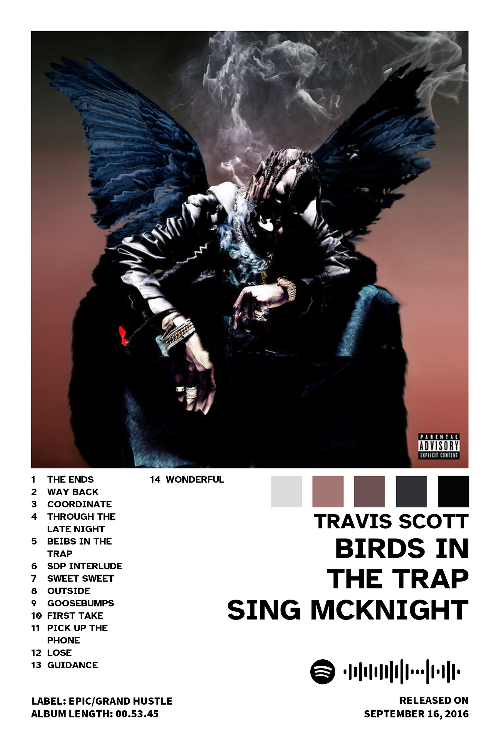 PARENTAL
ADVISORY
EXPLICIT CONTENT
1 THE ENDS
2 WAY BACK
3 COORDINATE
4 THROUGH THE
LATE NIGHT
5 BEIBS IN THE
TRAP
6 SDP INTERLUDE
7 SWEET SWEET
8 OUTSIDE
9 GOOSEBUMPS
10 FIRST TAKE
11 PICK UP THE
PHONE
12 LOSE
13 GUIDANCE
14 WONDERFUL
TRAVIS SCOTT
BIRDS IN
THE TRAP
SING MCKNIGHT
LABEL: EPIC/GRAND HUSTLE
ALBUM LENGTH: 00.53.45
RELEASED ON
SEPTEMBER 16, 2016